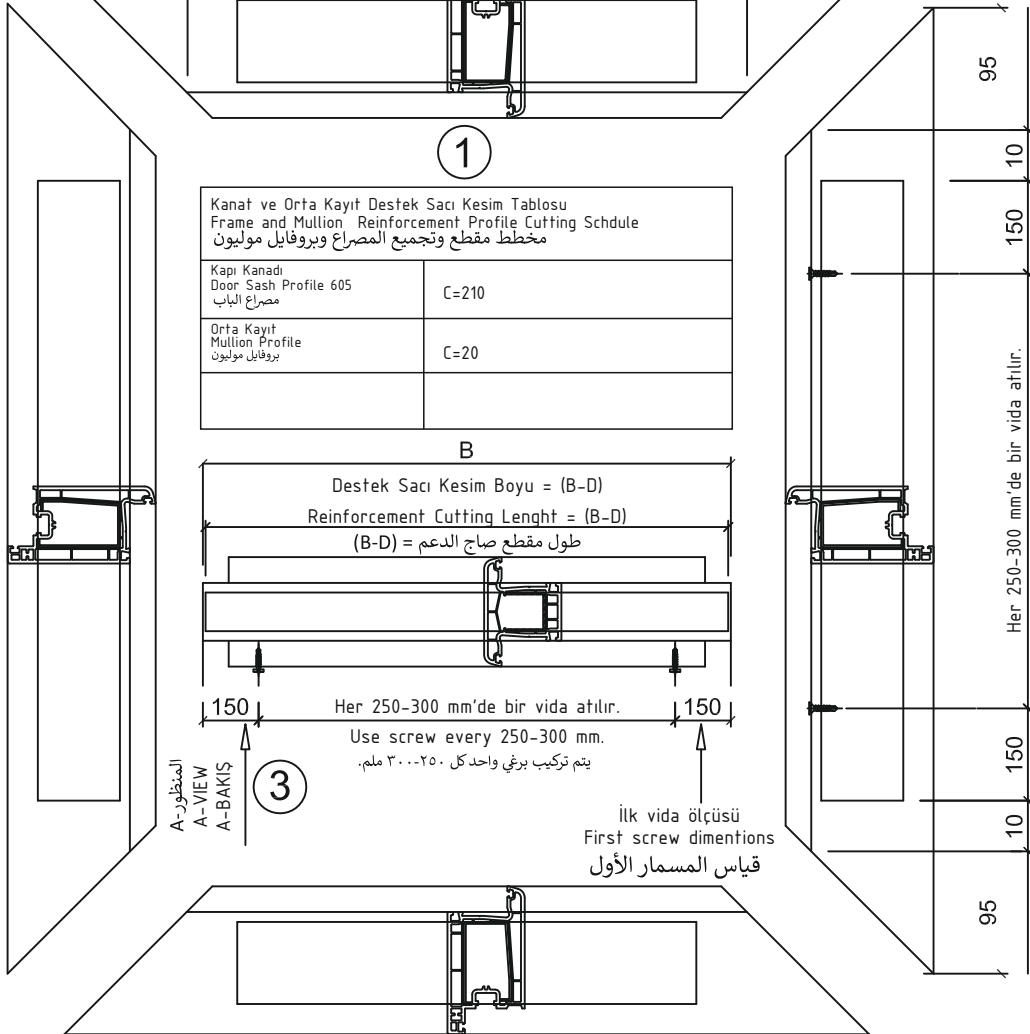 1
Kanat ve Orta Kayıt Destek Sacı Kesim Tablosu
Frame and Mullion Reinforcement Profile Cutting Schdule
مخطط مقطع وتجميع المصراع وبروفايل موليون
Kapı Kanadı
Door Sash Profile 605
مصراع الباب
C=210
Orta Kayıt
Mullion Profile
بروفايل موليون
C=20
B
Destek Sacı Kesim Boyu = (B-D)
Reinforcement Cutting Lenght = (B-D)
طول مقطع صاج الدعم = (B-D)
150
Her 250-300 mm'de bir vida atılır.
150
Use screw every 250-300 mm.
يتم تركيب برغي واحد كل ٢٥٠-٣٠٠ ملم.
المنظور-A
A-VIEW
A-BAKIŞ
3
İlk vida ölçüsü
First screw dimentions
قياس المسمار الأول
95
10
150
Her 250-300 mm'de bir vida atılır.
150
10
95